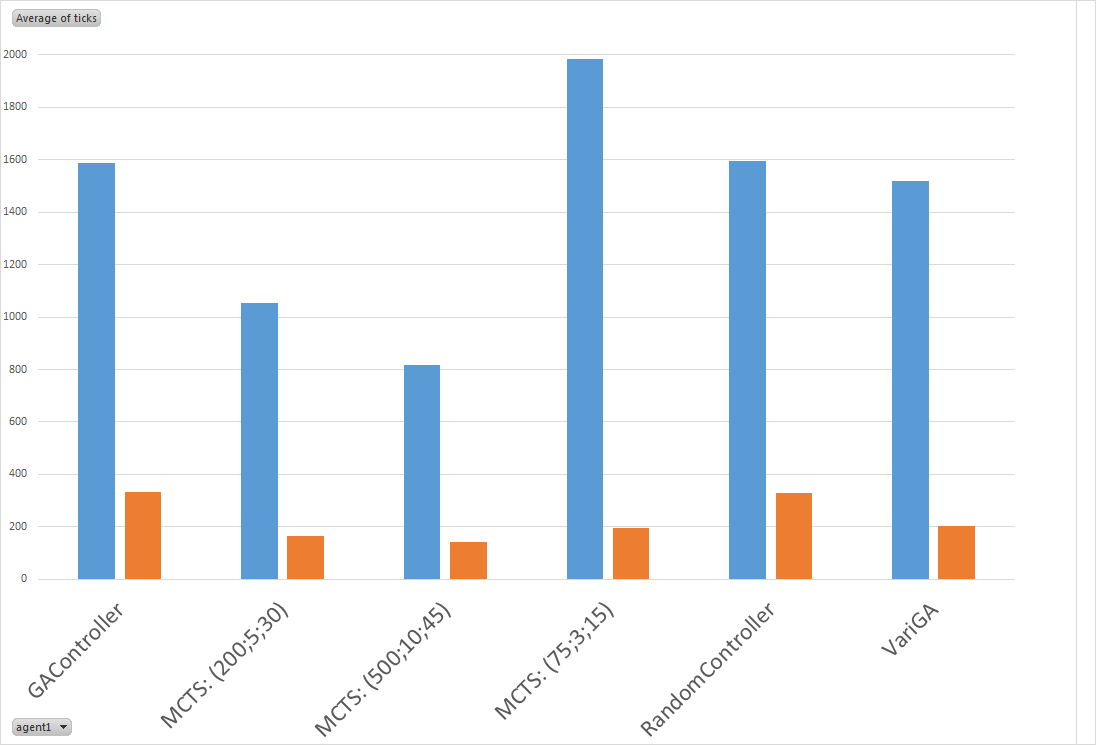 Average of ticks
2000
1800
1600
1400
1200
1000
800
600
400
200
0
GAController
MCTS: (200;5;30)
MCTS: (500;10;45)
MCTS: (75;3;15)
RandomController
VariGA
agent1